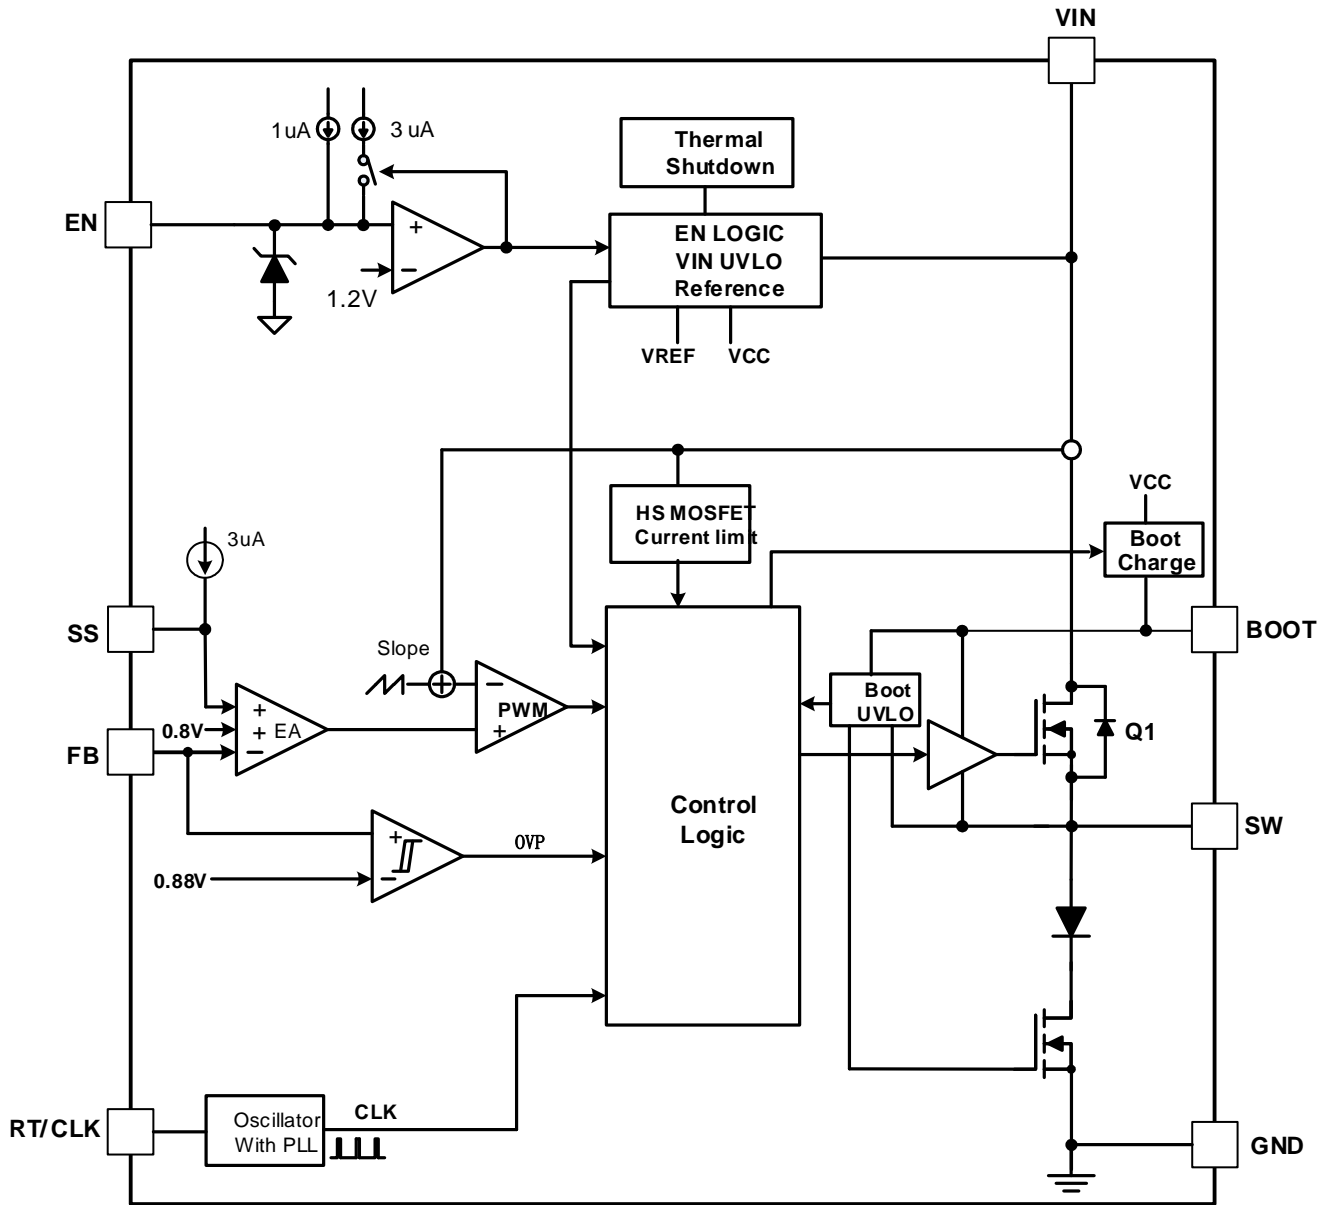 VIN
1uA
3 uA
Thermal
Shutdown
EN
+
−
1.2V
EN LOGIC
VIN UVLO
Reference
VREF
VCC
HS MOSFET
Current limit
VCC
Boot
Charge
3uA
SS
BOOT
Slope
+
−
PWM
+
Boot
UVLO
+
0.8V
+ EA
−
FB
Q1
Control
Logic
SW
+
OVP
0.88V
−
RT/CLK
Oscillator
With PLL
CLK
GND